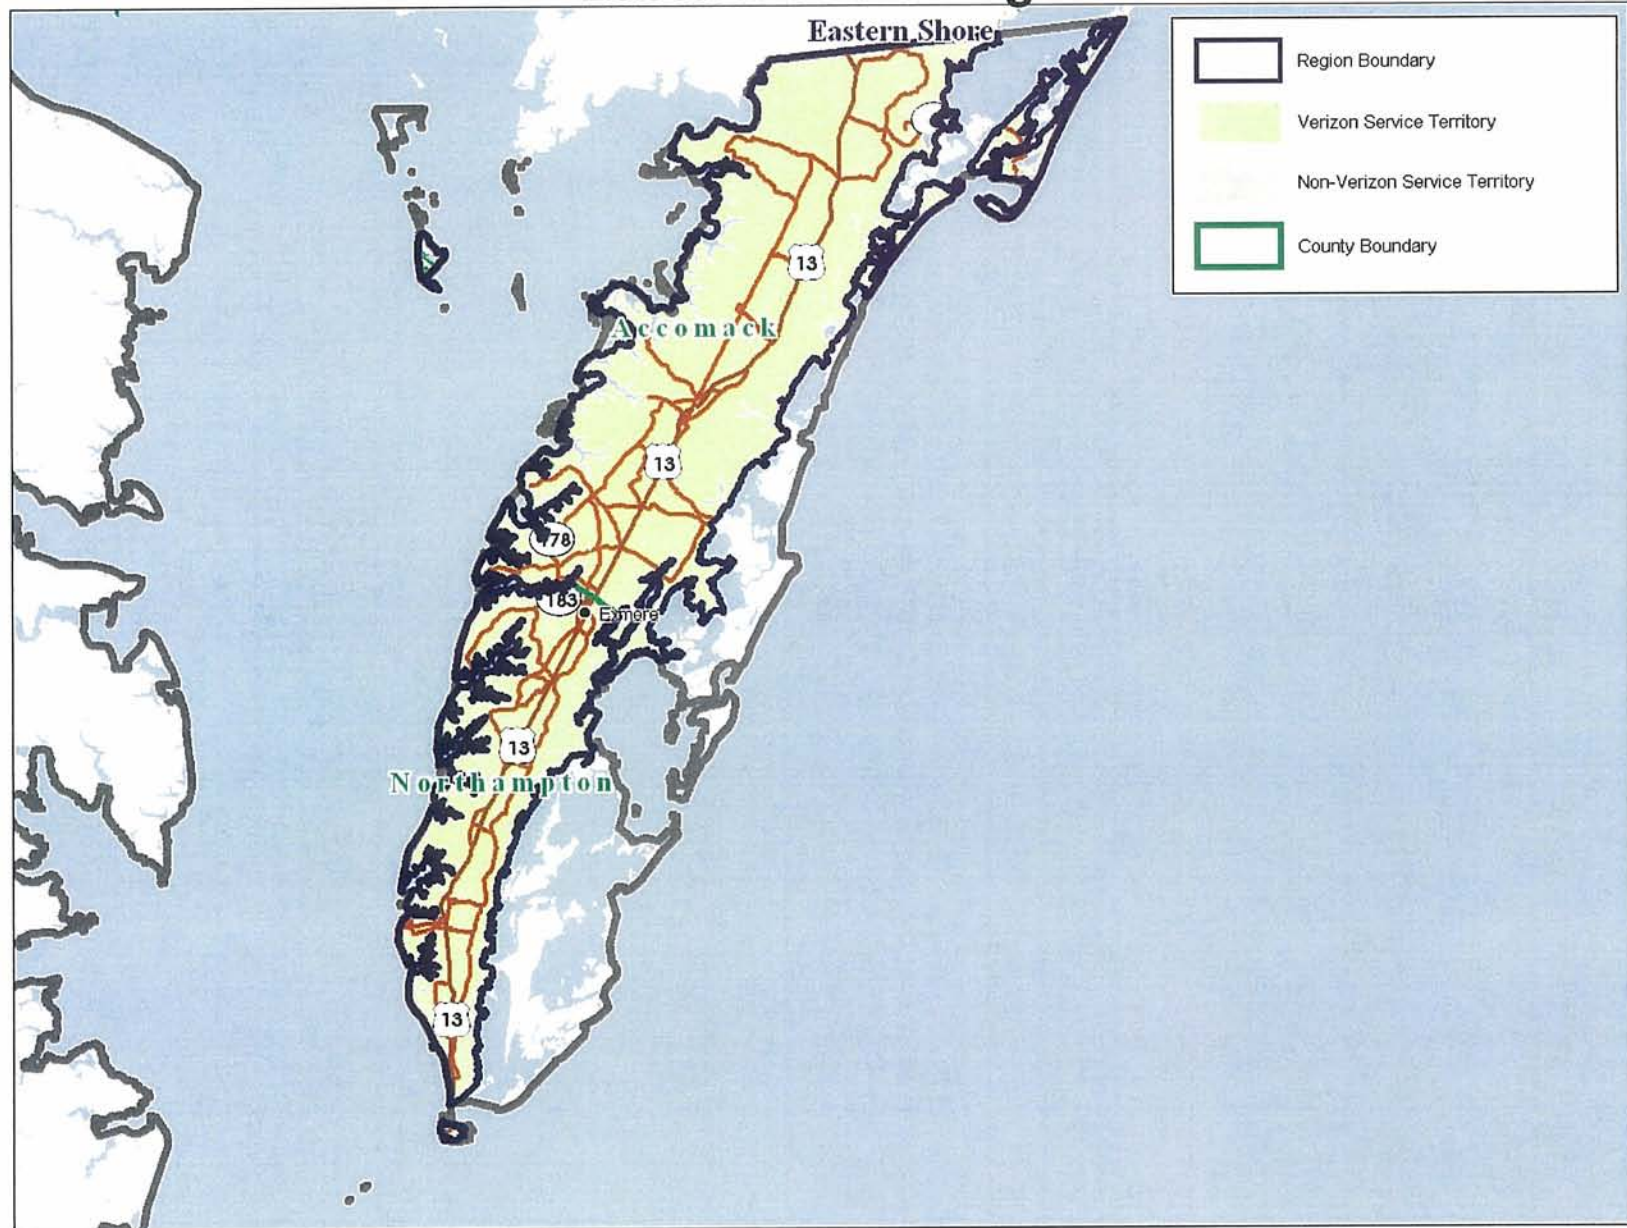 Eastern Shore
Region Boundary
Verizon Service Territory
Non-Verizon Service Territory
County Boundary
13
Accomack
13
178
183
Exmore
13
Northampton
13